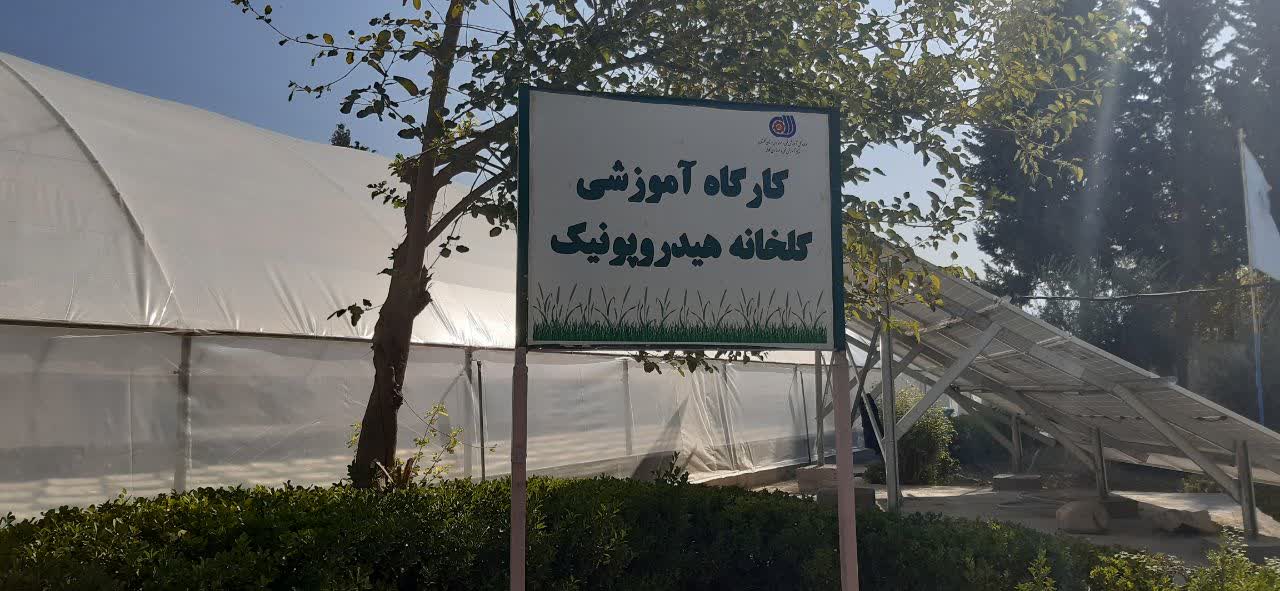 کارگاه آموزشی
گلخانه هیدروپونیک